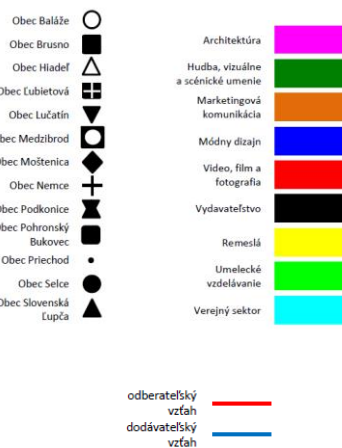 Obec Baláže
Obec Brusno
Obec Hiadeľ
Obec Ľubietová
Obec Lučatín
Obec Medzibrod
Obec Moštenica
Obec Nemce
Obec Podkonice
Obec Pohronský
Bukovec
Obec Priechod
Obec Selce
Obec Slovenská
Ľupča
Architektúra
Hudba, vizuálne
a scénické umenie
Marketingová
komunikácia
Módny dizajn
Video, film a
fotografia
Vydavateľstvo
Remeslá
Umelecké
vzdelávanie
Verejný sektor
odberateľský
vzťah
dodávateľský
vzťah